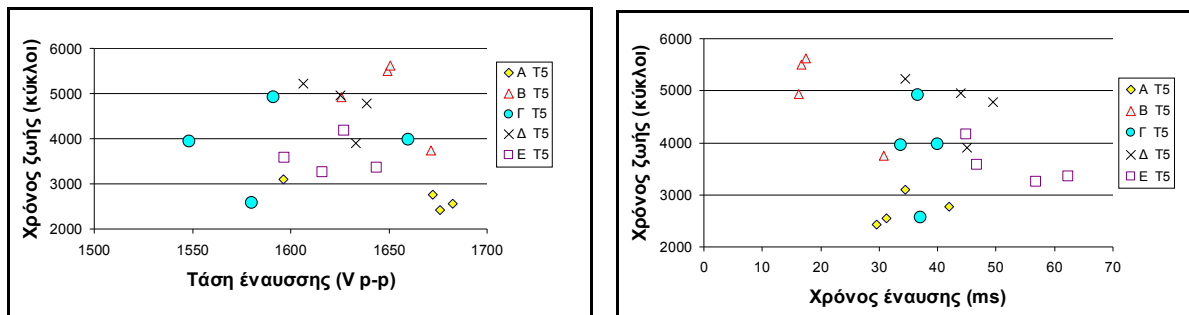 6000
5000
4000
3000
2000
1500 1550 1600 1650 1700
Χρόνος ζωής (κύκλοι)
Τάση έναυσσης (V p-p)
Α Τ5
Β Τ5
Γ Τ5
Δ Τ5
Ε Τ5
6000
5000
4000
3000
2000
0 10 20 30 40 50 60 70
Χρόνος ζωής (κύκλοι)
Χρόνος έναυσης (ms)
Α Τ5
Β Τ5
Γ Τ5
Δ Τ5
Ε Τ5